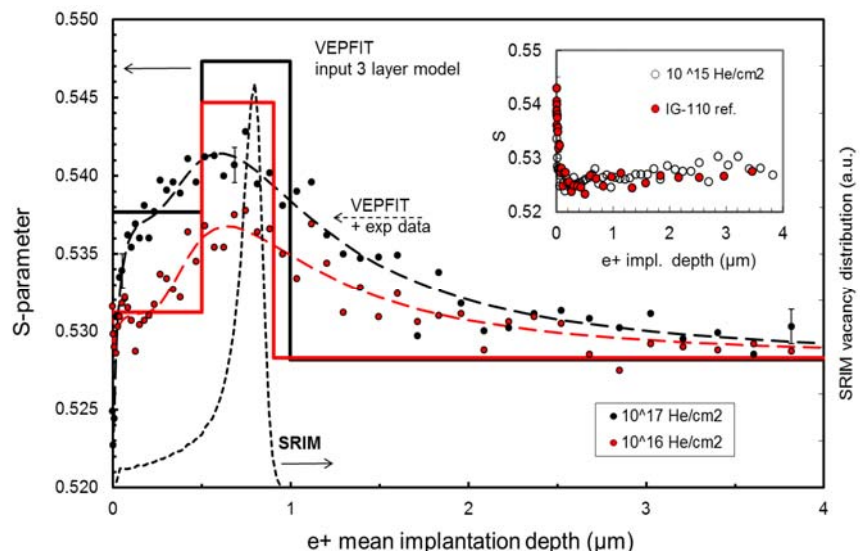 0.550
0.545
0.540
0.535
0.530
0.525
0.520
S-parameter
0
1
2
3
4
e+ mean implantation depth (µm)
VEPFIT
input 3 layer model
VEPFIT
+ exp data
SRIM
10^17 He/cm2
10^16 He/cm2
0.55
0.54
0.53
0.52
S
0
1
2
3
4
e+ impl. depth (µm)
10 ^15 He/cm2
IG-110 ref.
SRIM vacancy distribution (a.u.)